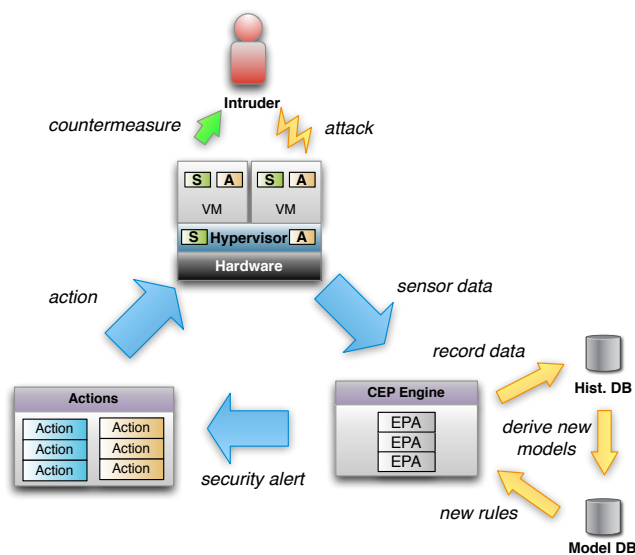 Intruder
countermeasure
attack
S A S A
VM VM
S Hypervisor A
Hardware
action
sensor data
record data
Hist. DB
Actions
CEP Engine
Action Action
Action Action
Action Action
EPA
EPA
EPA
derive new
models
security alert
new rules
Model DB